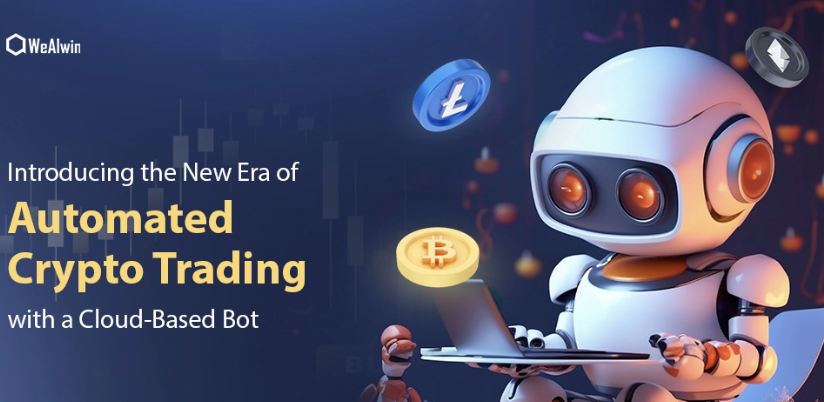 WeAlwin
Introducing the New Era of
Automated
Crypto Trading
with a Cloud-Based Bot